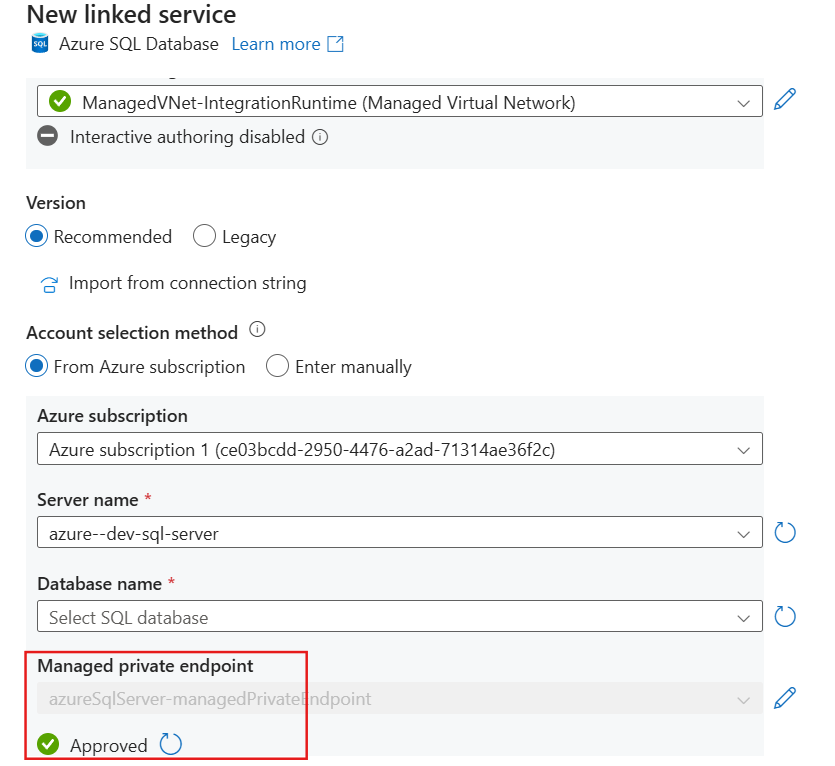 New linked service
SQL Azure SQL Database Learn more
ManagedVNet-IntegrationRuntime (Managed Virtual Network)
Interactive authoring disabled
Version
Recommended Legacy
Import from connection string
Account selection method
From Azure subscription Enter manually
Azure subscription
Azure subscription 1 (ce03bcdd-2950-4476-a2ad-71314ae36f2c)
Server name *
azure--dev-sql-server
Database name *
Select SQL database
Managed private endpoint
azureSqlServer-managedPrivateEndpoint
Approved